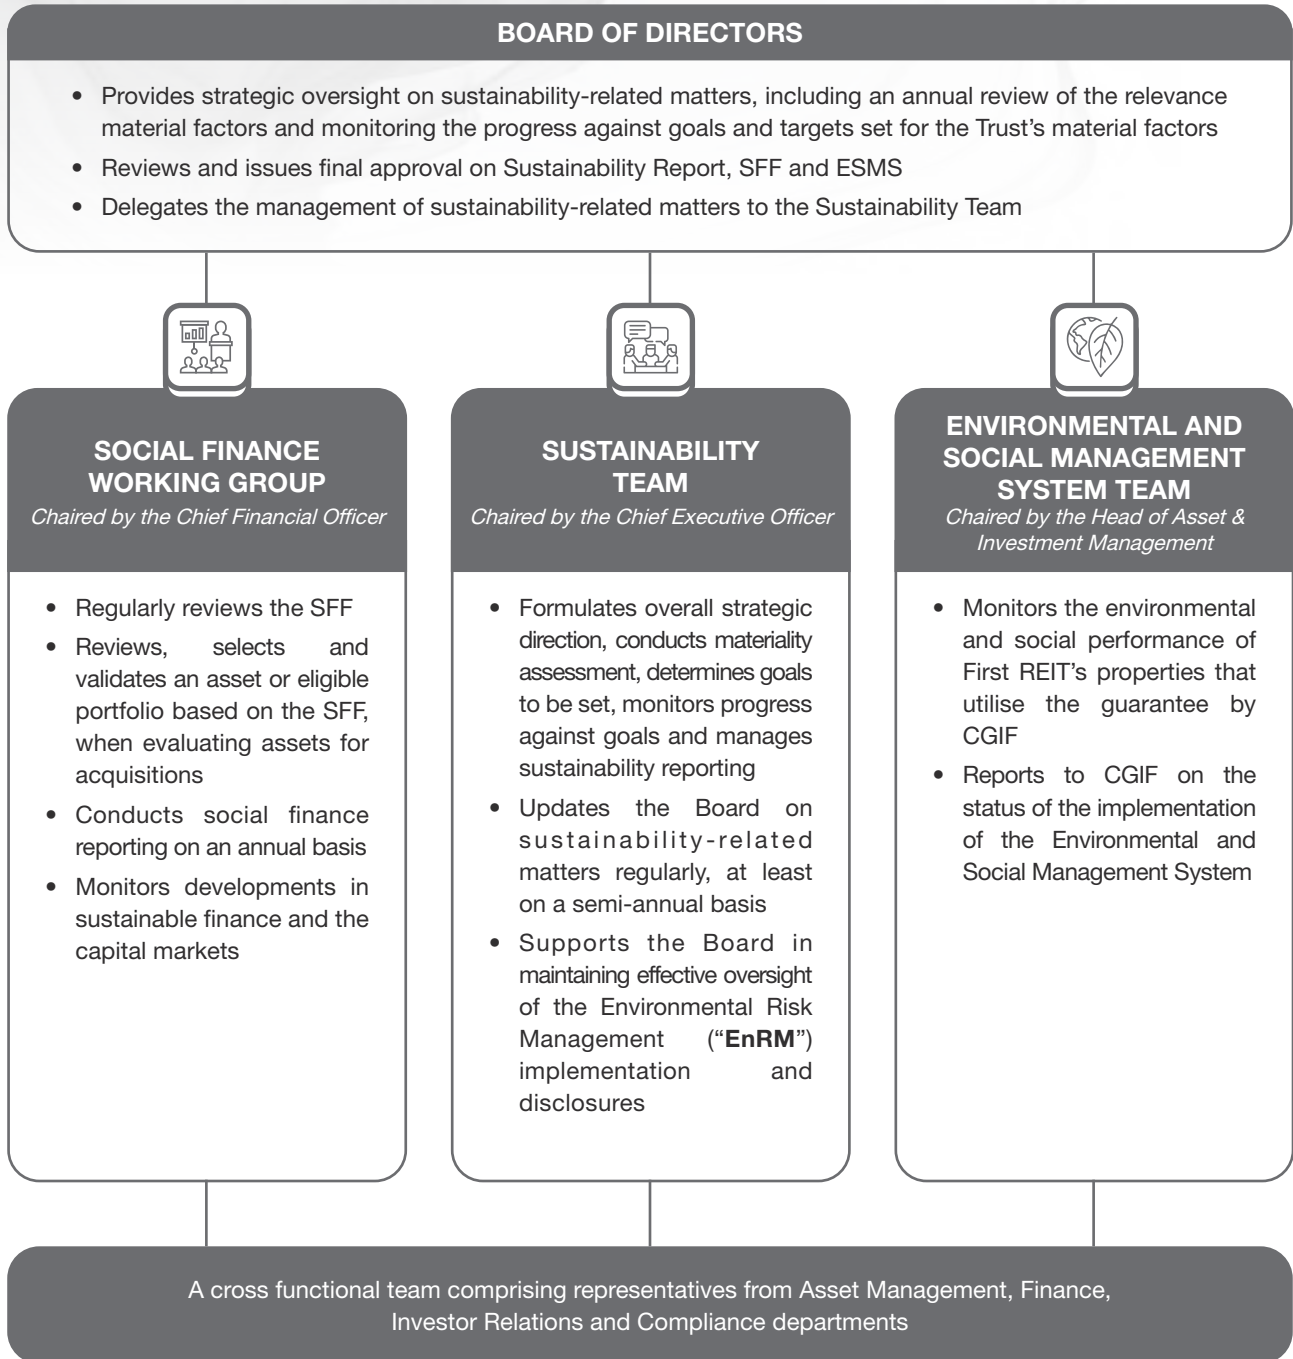 BOARD OF DIRECTORS
• Provides strategic oversight on sustainability-related matters, including an annual review of the relevance
material factors and monitoring the progress against goals and targets set for the Trust’s material factors
• Reviews and issues final approval on Sustainability Report, SFF and ESMS
• Delegates the management of sustainability-related matters to the Sustainability Team
SOCIAL FINANCE
WORKING GROUP
Chaired by the Chief Financial Officer
• Regularly reviews the SFF
• Reviews, selects and
validates an asset or eligible
portfolio based on the SFF,
when evaluating assets for
acquisitions
• Conducts social finance
reporting on an annual basis
• Monitors developments in
sustainable finance and the
capital markets
SUSTAINABILITY
TEAM
Chaired by the Chief Executive Officer
• Formulates overall strategic
direction, conducts materiality
assessment, determines goals
to be set, monitors progress
against goals and manages
sustainability reporting
• Updates the Board on
sustainability-related
matters regularly, at least
on a semi-annual basis
• Supports the Board in
maintaining effective oversight
of the Environmental Risk
Management (“EnRM”)
implementation and
disclosures
ENVIRONMENTAL AND
SOCIAL MANAGEMENT
SYSTEM TEAM
Chaired by the Head of Asset &
Investment Management
• Monitors the environmental
and social performance of
First REIT’s properties that
utilise the guarantee by
CGIF
• Reports to CGIF on the
status of the implementation
of the Environmental and
Social Management System
A cross functional team comprising representatives from Asset Management, Finance,
Investor Relations and Compliance departments